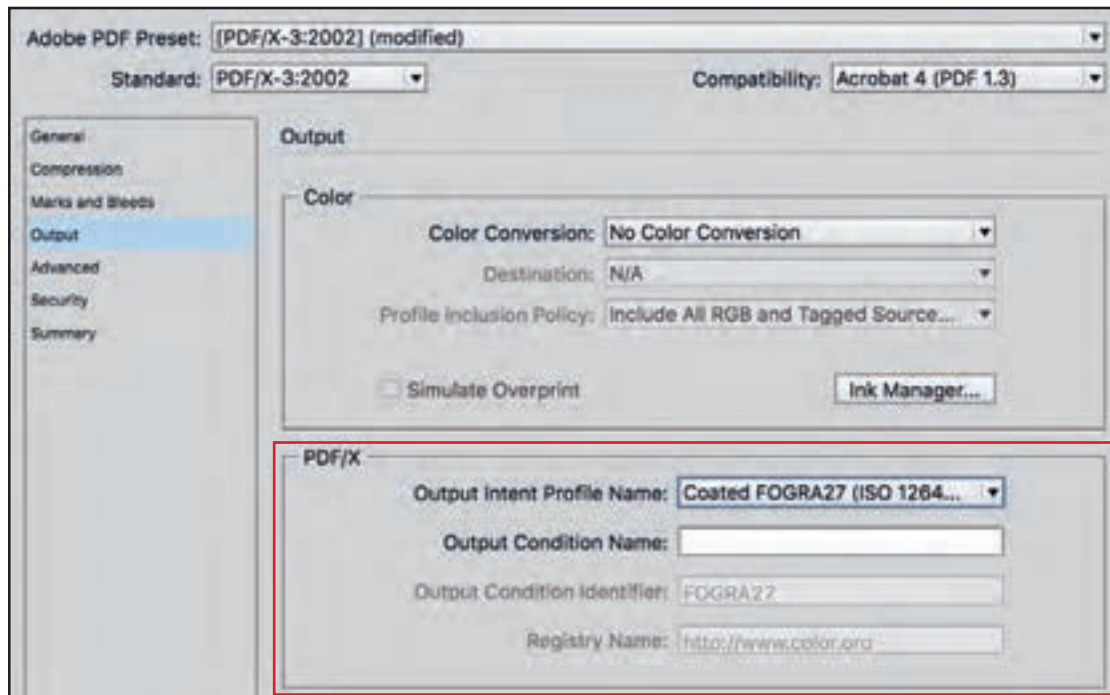 Adobe PDF Preset: [PDF/X-3:2002] (modified)
Standard: PDF/X-3:2002 Compatibility: Acrobat 4 (PDF 1.3)
General
Compression
Marks and Bleeds
Output
Advanced
Security
Summary
Output
Color
Color Conversion: No Color Conversion
Destination: N/A
Profile Inclusion Policy: Include All RGB and Tagged Source...
Simulate Overprint Ink Manager...
PDF/X
Output Intent Profile Name: Coated FOGRA27 (ISO 1264...
Output Condition Name:
Output Condition Identifier: FOGRA27
Registry Name: http://www.color.org